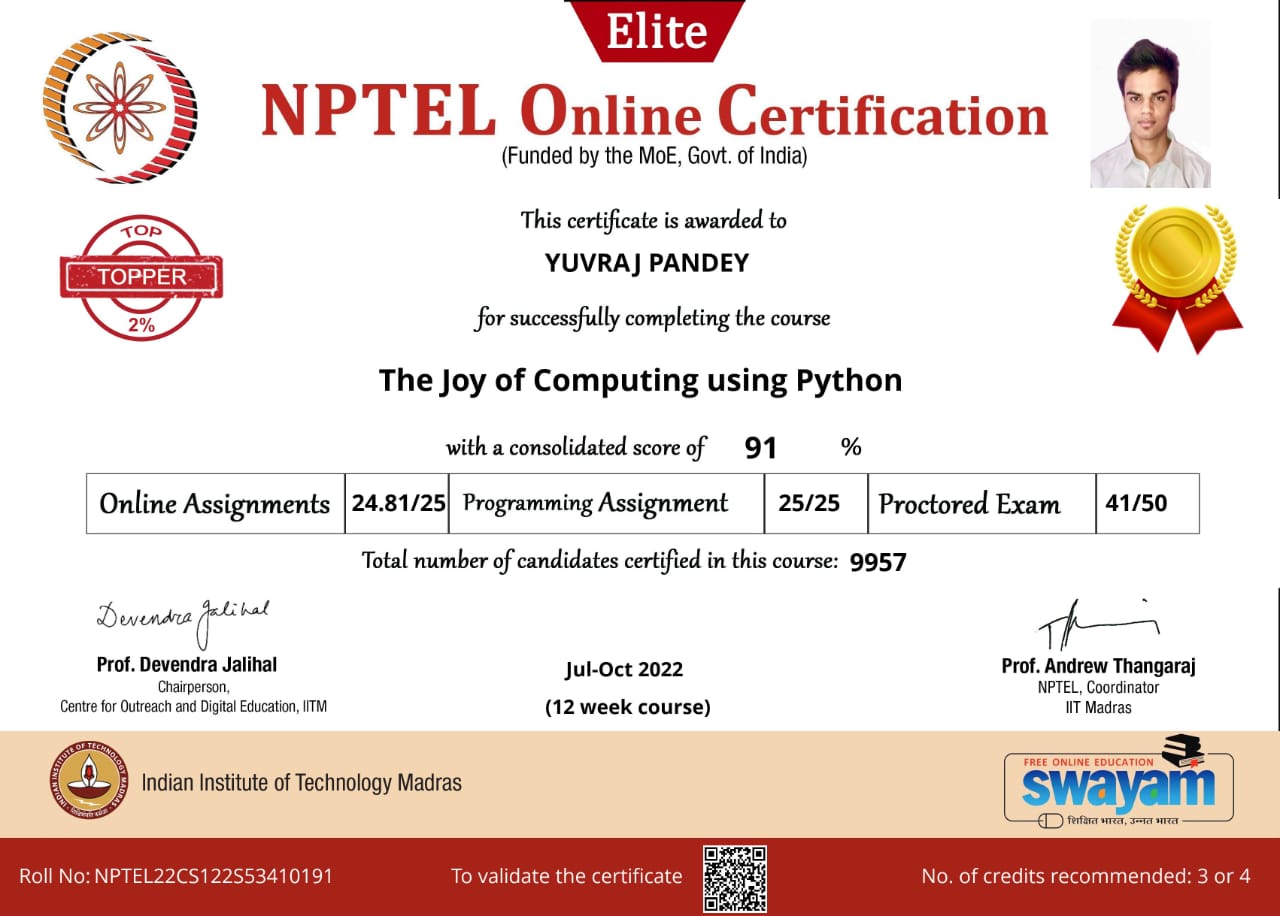 Elite
NPTEL Online Certification
(Funded by the MoE, Govt. of India)
This certificate is awarded to
YUVRAJ PANDEY
TOP
TOPPER
2%
for successfully completing the course
The Joy of Computing using Python
with a consolidated score of 91 %
Online Assignments 24.81/25 Programming Assignment 25/25 Proctored Exam 41/50
Total number of candidates certified in this course: 9957
Devendra Jalihal
Prof. Devendra Jalihal
Chairperson,
Centre for Outreach and Digital Education, IITM
Jul-Oct 2022
(12 week course)
Prof. Andrew Thangaraj
NPTEL, Coordinator
IIT Madras
INDIAN INSTITUTE OF TECHNOLOGY MADRAS
Indian Institute of Technology Madras
FREE ONLINE EDUCATION
swayam
शिक्षित भारत, उन्नत भारत
Roll No: NPTEL22CS122S53410191
To validate the certificate
No. of credits recommended: 3 or 4